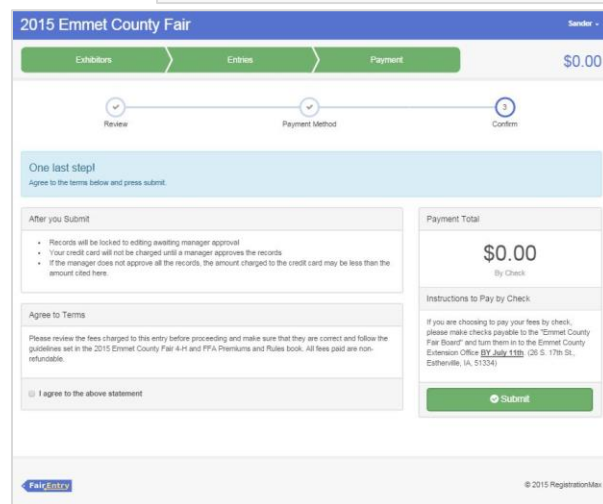 2015 Emmet County Fair
Sander
Exhibitors
Entries
Payment
$0.00
Review
Payment Method
3
Confirm
One last step!
Agree to the terms below and press submit.
After you Submit
Records will be locked to editing awaiting manager approval
Your credit card will not be charged until a manager approves the records
If the manager does not approve all the records, the amount charged to the credit card may be less than the
amount cited here.
Agree to Terms
Please review the fees charged to this entry before proceeding and make sure that they are correct and follow the
guidelines set in the 2015 Emmet County Fair 4-H and FFA Premiums and Rules book. All fees paid are non-
refundable.
I agree to the above statement
Payment Total
$0.00
By Check
Instructions to Pay by Check
If you are choosing to pay your fees by check,
please make checks payable to the "Emmet County
Fair Board" and turn them in to the Emmet County
Extension Office BY July 11th. (26 S. 17th St.,
Estherville, IA, 51334)
Submit
FairEntry
© 2015 RegistrationMax